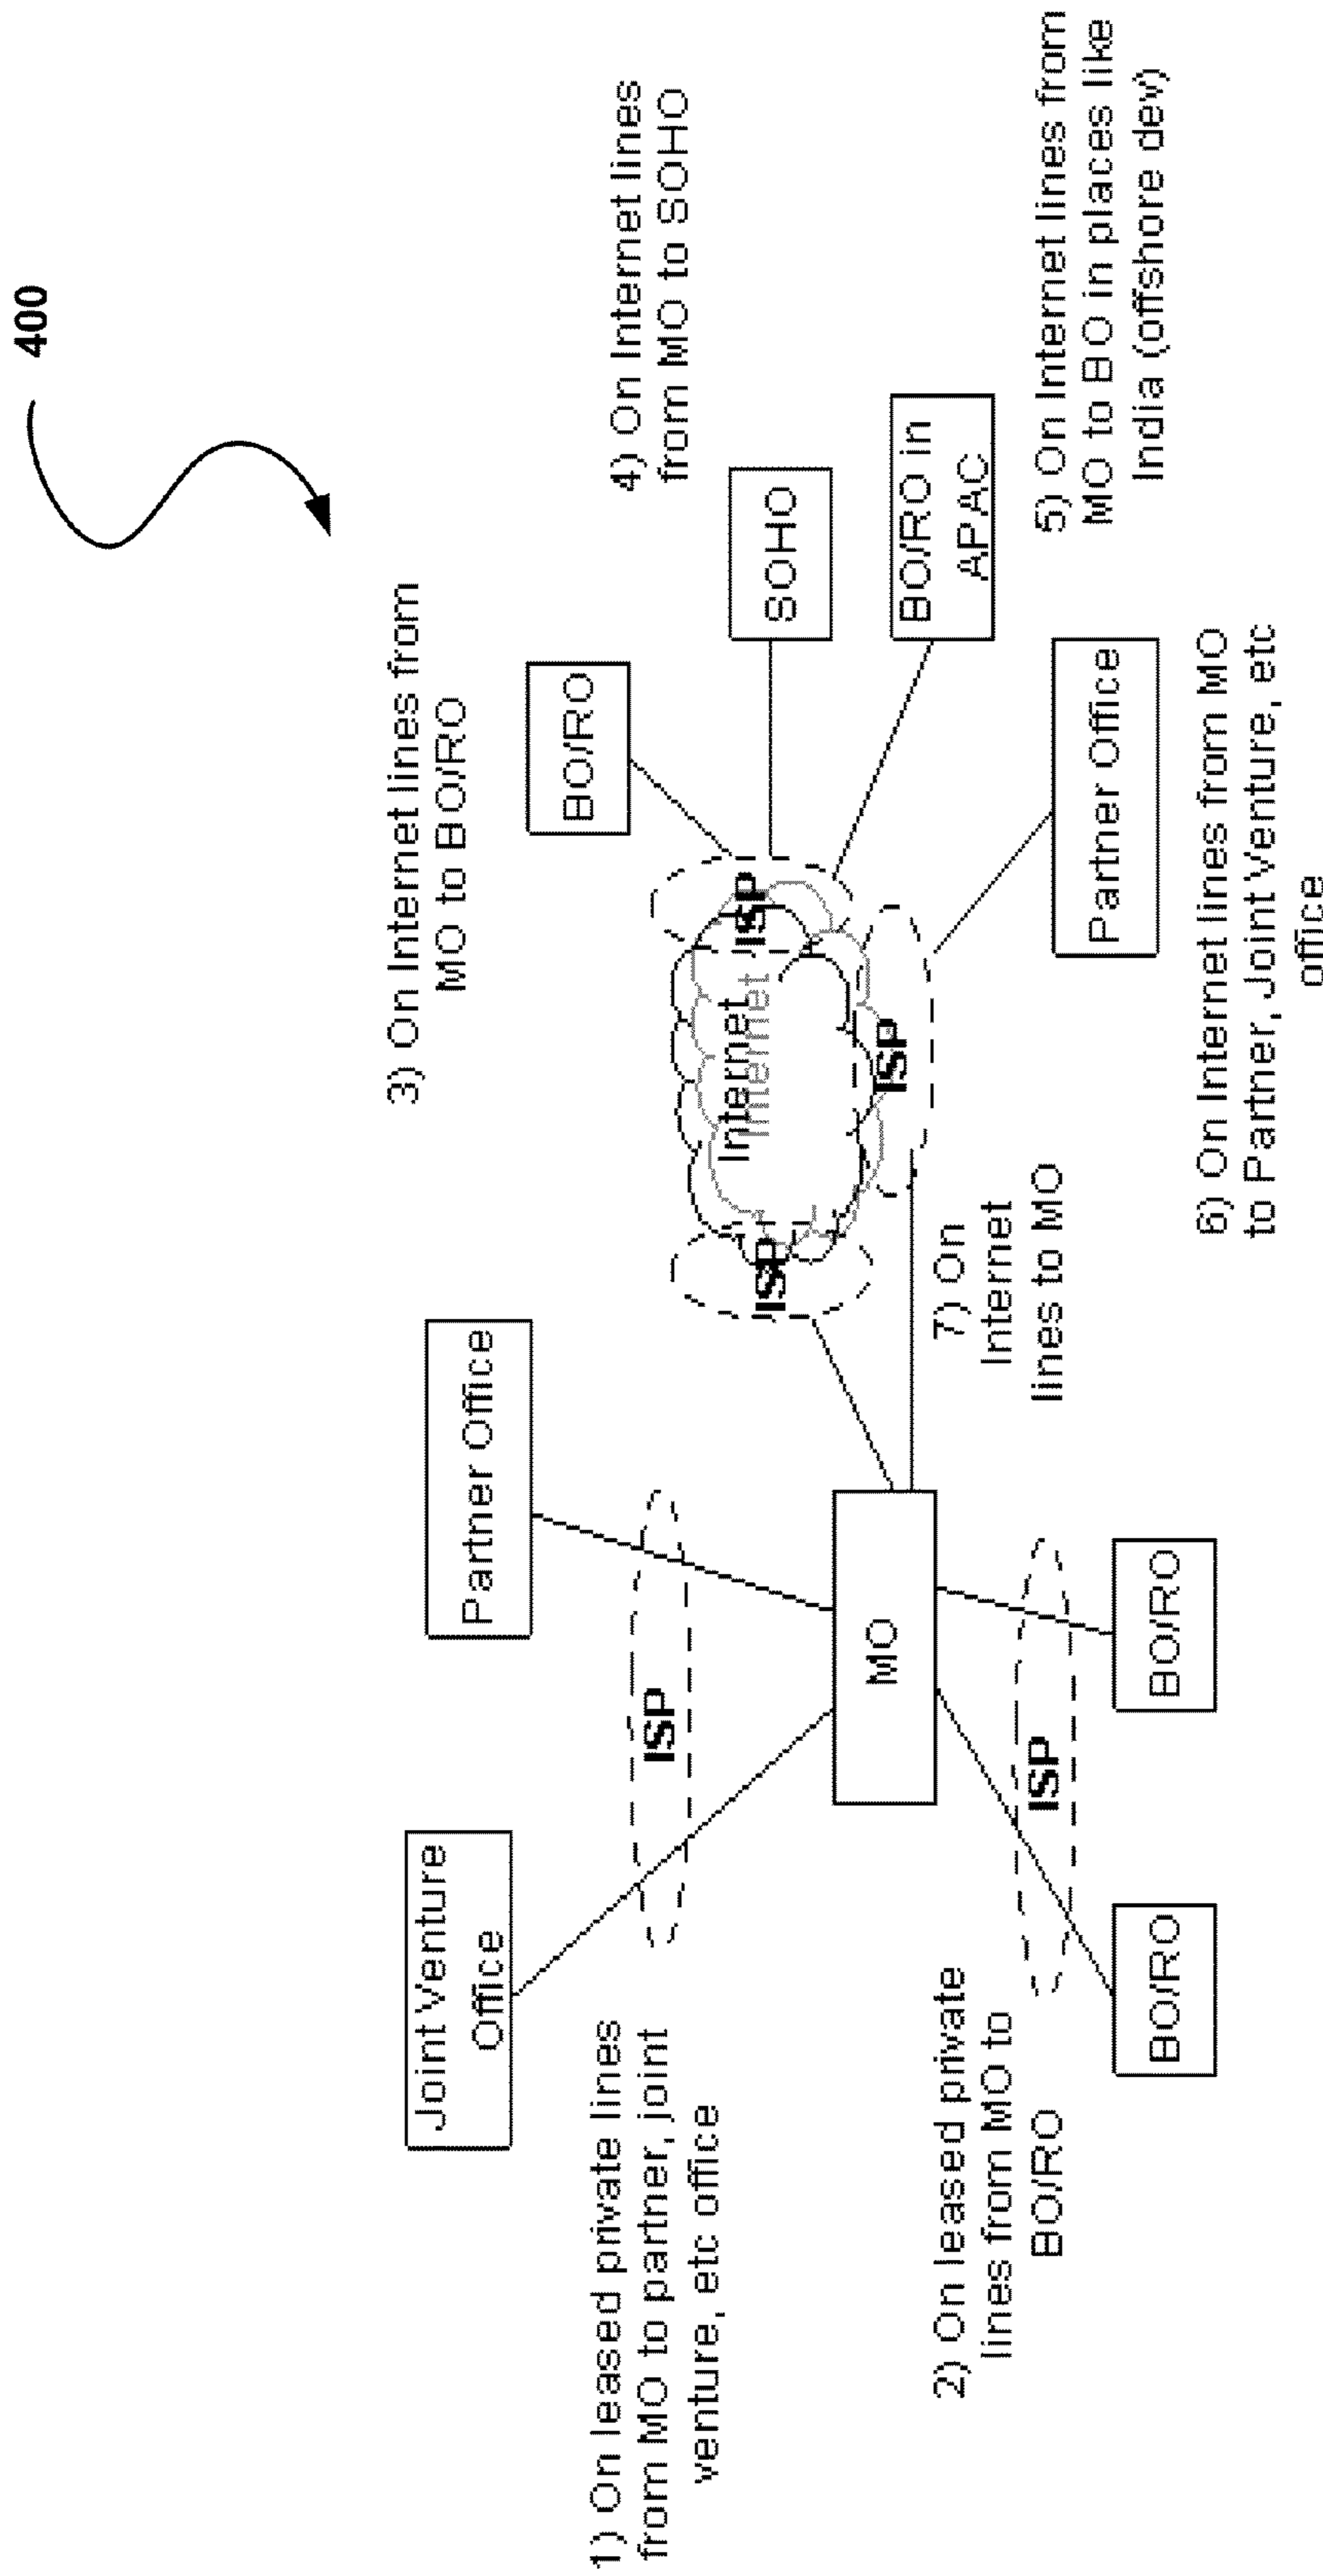 400
3) On Internet lines from
MO to BO/RO
4) On Internet lines
from MO to SOHO
Joint Venture
Office
Partner Office
BO/RO
SOHO
BO/RO in
APAC
5) On Internet lines from
MO to BO in places like
India (offshore dev)
1) On leased private lines
from MO to partner, joint
venture, etc office
ISP
ISP
Internet
Internet
ISP
ISP
MO
7) On
Internet
lines to MO
Partner Office
2) On leased private
lines from MO to
BO/RO
ISP
BO/RO
BO/RO
6) On Internet lines from MO
to Partner, Joint Venture, etc
office